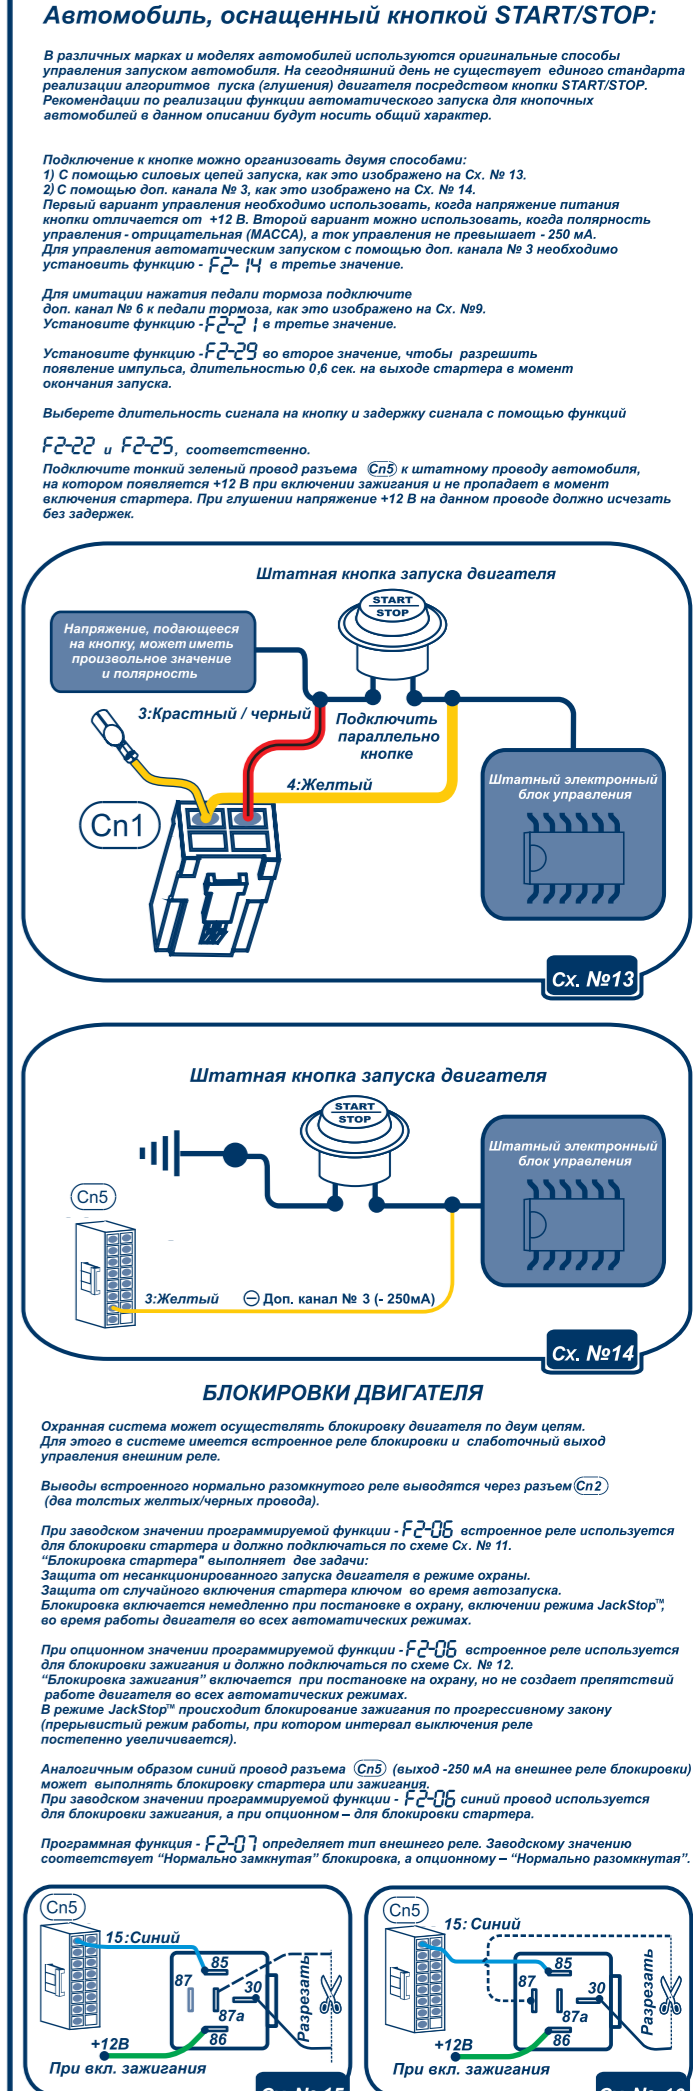 Автомобиль, оснащенный кнопкой START/STOP:
В различных марках и моделях автомобилей используются оригинальные способы
управления запуском автомобиля. На сегодняшний день не существует единого стандарта
реализации алгоритмов пуска (глушения) двигателя посредством кнопки START/STOP.
Рекомендации по реализации функции автоматического запуска для кнопочных
автомобилей в данном описании будут носить общий характер.
Подключение к кнопке можно организовать двумя способами:
1) С помощью силовых цепей запуска, как это изображено на Сх. № 13.
2) С помощью доп. канала № 3, как это изображено на Сх. № 14.
Первый вариант управления необходимо использовать, когда напряжение питания
кнопки отличается от +12 В. Второй вариант можно использовать, когда полярность
управления - отрицательная (МАССА), а ток управления не превышает - 250 мА.
Для управления автоматическим запуском с помощью доп. канала № 3 необходимо
установить функцию - F2-14 в третье значение.
Для имитации нажатия педали тормоза подключите
доп. канал № 6 к педали тормоза, как это изображено на Сх. №9.
Установите функцию - F2-21 в третье значение.
Установите функцию - F2-29 во второе значение, чтобы разрешить
появление импульса, длительностью 0,6 сек. на выходе стартера в момент
окончания запуска.
Выберете длительность сигнала на кнопку и задержку сигнала с помощью функций
F2-22 и F2-25, соответственно.
Подключите тонкий зеленый провод разъема Cn5 к штатному проводу автомобиля,
на котором появляется +12 В при включении зажигания и не пропадает в момент
включения стартера. При глушении напряжение +12 В на данном проводе должно исчезать
без задержек.
Штатная кнопка запуска двигателя
START
STOP
Напряжение, подающееся
на кнопку, может иметь
произвольное значение
и полярность
3:Крастный / черный
Подключить
параллельно
кнопке
4:Желтый
Штатный электронный
блок управления
Cn1
Сх. №13
Штатная кнопка запуска двигателя
START
STOP
Штатный электронный
блок управления
Cn5
3:Желтый
Доп. канал № 3 (- 250мА)
Сх. №14
БЛОКИРОВКИ ДВИГАТЕЛЯ
Охранная система может осуществлять блокировку двигателя по двум цепям.
Для этого в системе имеется встроенное реле блокировки и слаботочный выход
управления внешним реле.
Выводы встроенного нормально разомкнутого реле выводятся через разъем Cn2
(два толстых желтых/черных провода).
При заводском значении программируемой функции - F2-06 встроенное реле используется
для блокировки стартера и должно подключаться по схеме Сх. № 11.
“Блокировка стартера" выполняет две задачи:
Защита от несанкционированного запуска двигателя в режиме охраны.
Защита от случайного включения стартера ключом во время автозапуска.
Блокировка включается немедленно при постановке в охрану, включении режима JackStop™,
во время работы двигателя во всех автоматических режимах.
При опционном значении программируемой функции - F2-06 встроенное реле используется
для блокировки зажигания и должно подключаться по схеме Сх. № 12.
“Блокировка зажигания” включается при постановке на охрану, но не создает препятствий
работе двигателя во всех автоматических режимах.
В режиме JackStop™ происходит блокирование зажигания по прогрессивному закону
(прерывистый режим работы, при котором интервал выключения реле
постепенно увеличивается).
Аналогичным образом синий провод разъема Cn5 (выход -250 мА на внешнее реле блокировки)
может выполнять блокировку стартера или зажигания.
При заводском значении программируемой функции - F2-06 синий провод используется
для блокировки зажигания, а при опционном – для блокировки стартера.
Программная функция - F2-07 определяет тип внешнего реле. Заводскому значению
соответствует “Нормально замкнутая” блокировка, а опционному – “Нормально разомкнутая”.
Cn5
15:Синий
85
87
30
87а
86
Разрезать
+12В
При вкл. зажигания
Cn5
15: Синий
85
87
30
87а
86
Разрезать
+12В
При вкл. зажигания